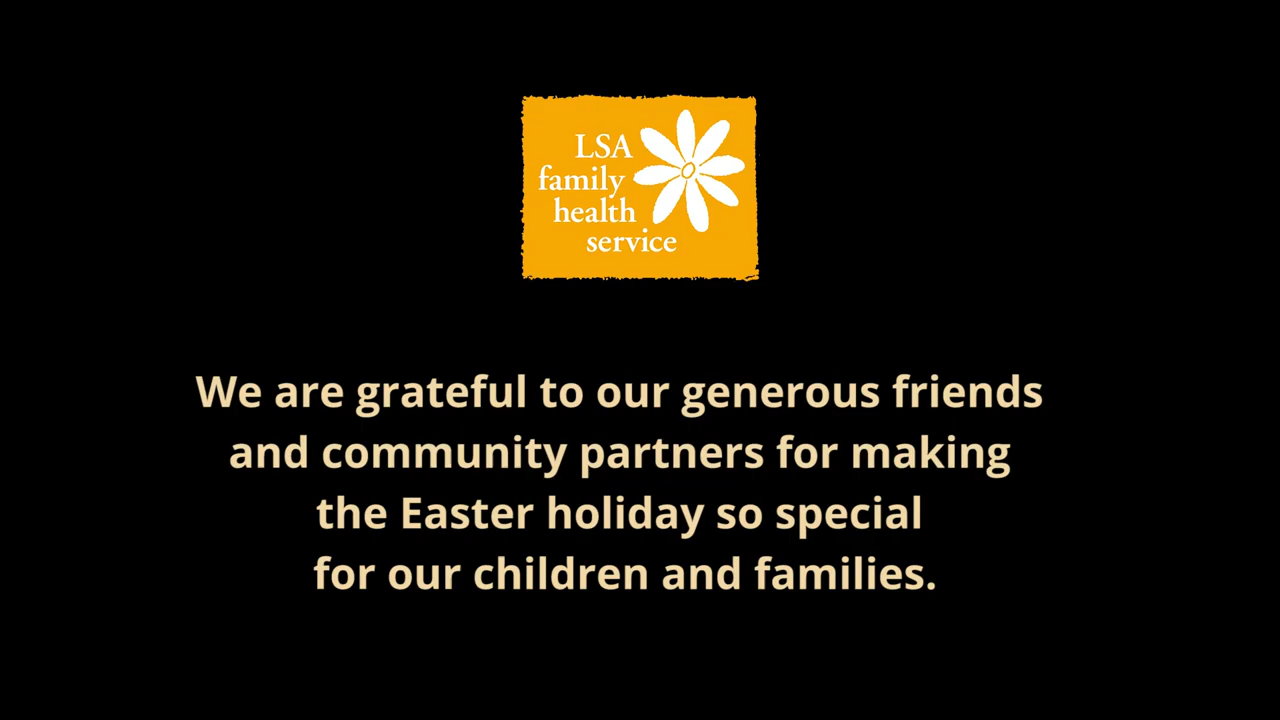 LSA
family
health
service
We are grateful to our generous friends
and community partners for making
the Easter holiday so special
for our children and families.